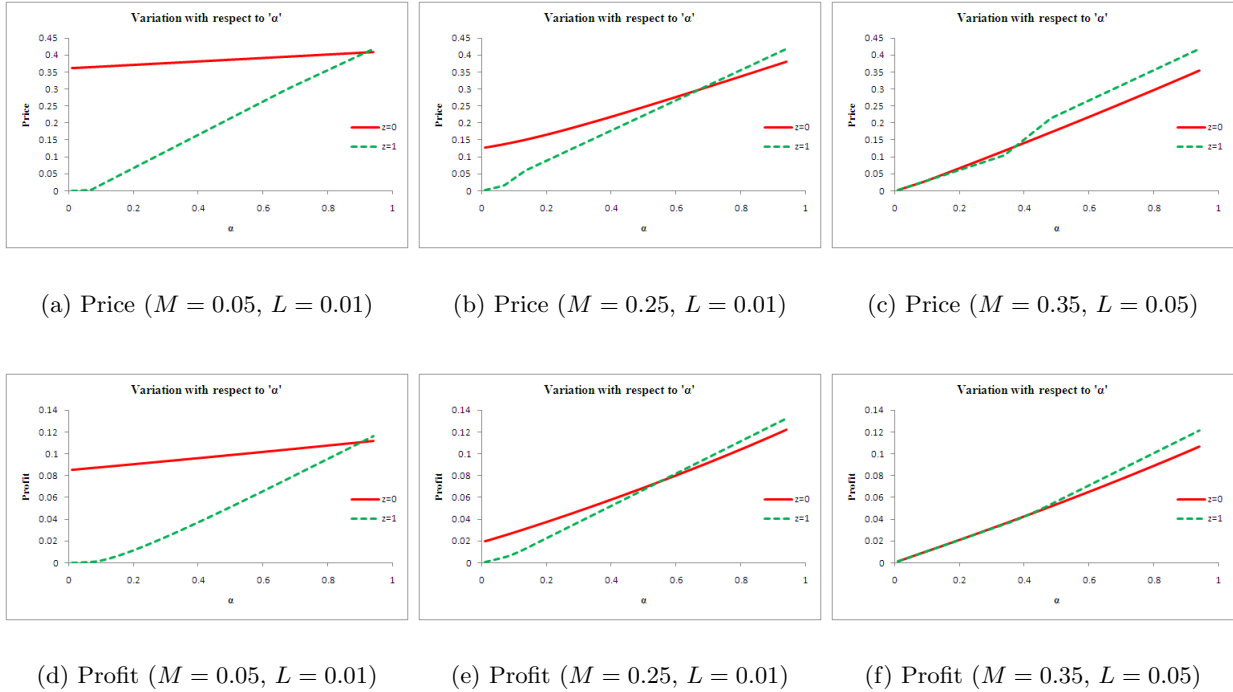 Variation with respect to 'α'
0.45
0.4
0.35
0.3
0.25
0.2
0.15
0.1
0.05
0
Price
0 0.2 0.4 0.6 0.8 1
α
z=0
z=1
(a) Price (M = 0.05, L = 0.01)
Variation with respect to 'α'
0.45
0.4
0.35
0.3
0.25
0.2
0.15
0.1
0.05
0
Price
0 0.2 0.4 0.6 0.8 1
α
z=0
z=1
(b) Price (M = 0.25, L = 0.01)
Variation with respect to 'α'
0.45
0.4
0.35
0.3
0.25
0.2
0.15
0.1
0.05
0
Price
0 0.2 0.4 0.6 0.8 1
α
z=0
z=1
(c) Price (M = 0.35, L = 0.05)
Variation with respect to 'α'
0.14
0.12
0.1
0.08
0.06
0.04
0.02
0
Profit
0 0.2 0.4 0.6 0.8 1
α
z=0
z=1
(d) Profit (M = 0.05, L = 0.01)
Variation with respect to 'α'
0.14
0.12
0.1
0.08
0.06
0.04
0.02
0
Profit
0 0.2 0.4 0.6 0.8 1
α
z=0
z=1
(e) Profit (M = 0.25, L = 0.01)
Variation with respect to 'α'
0.14
0.12
0.1
0.08
0.06
0.04
0.02
0
Profit
0 0.2 0.4 0.6 0.8 1
α
z=0
z=1
(f) Profit (M = 0.35, L = 0.05)